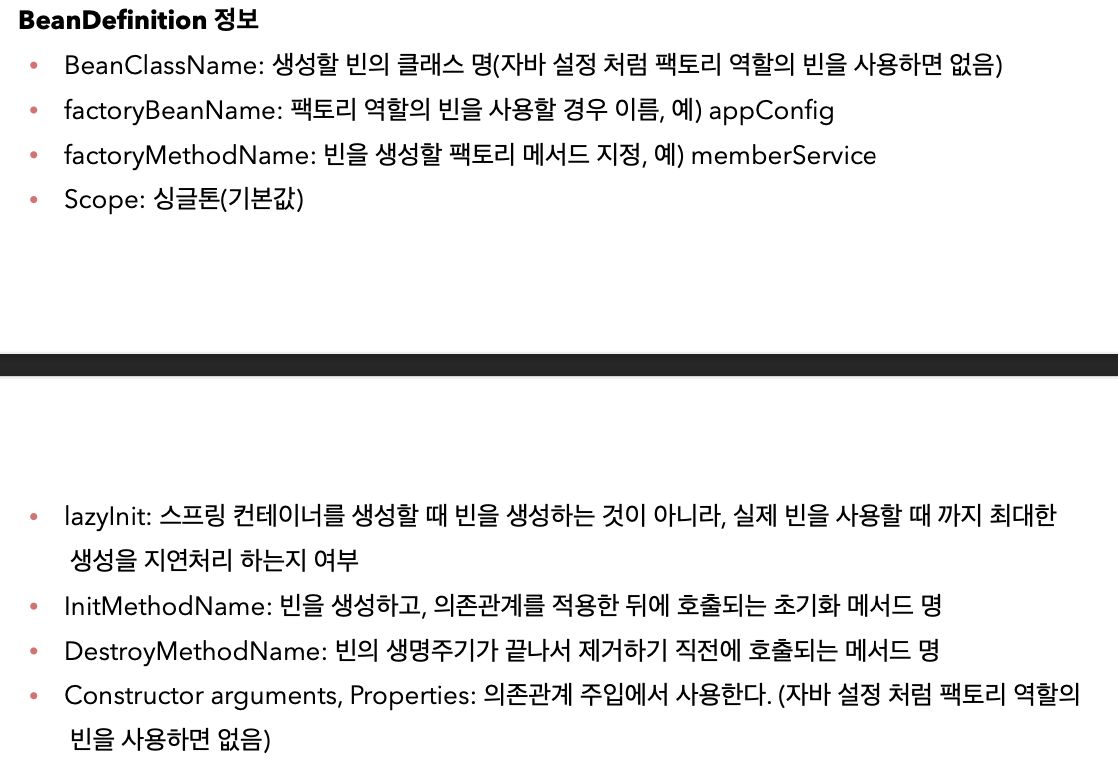 BeanDefinition 정보
• BeanClassName: 생성할 빈의 클래스 명(자바 설정 처럼 팩토리 역할의 빈을 사용하면 없음)
• factoryBeanName: 팩토리 역할의 빈을 사용할 경우 이름, 예) appConfig
• factoryMethodName: 빈을 생성할 팩토리 메서드 지정, 예) memberService
• Scope: 싱글톤(기본값)
• lazyInit: 스프링 컨테이너를 생성할 때 빈을 생성하는 것이 아니라, 실제 빈을 사용할 때 까지 최대한
생성을 지연처리 하는지 여부
• InitMethodName: 빈을 생성하고, 의존관계를 적용한 뒤에 호출되는 초기화 메서드 명
• DestroyMethodName: 빈의 생명주기가 끝나서 제거하기 직전에 호출되는 메서드 명
• Constructor arguments, Properties: 의존관계 주입에서 사용한다. (자바 설정 처럼 팩토리 역할의
빈을 사용하면 없음)